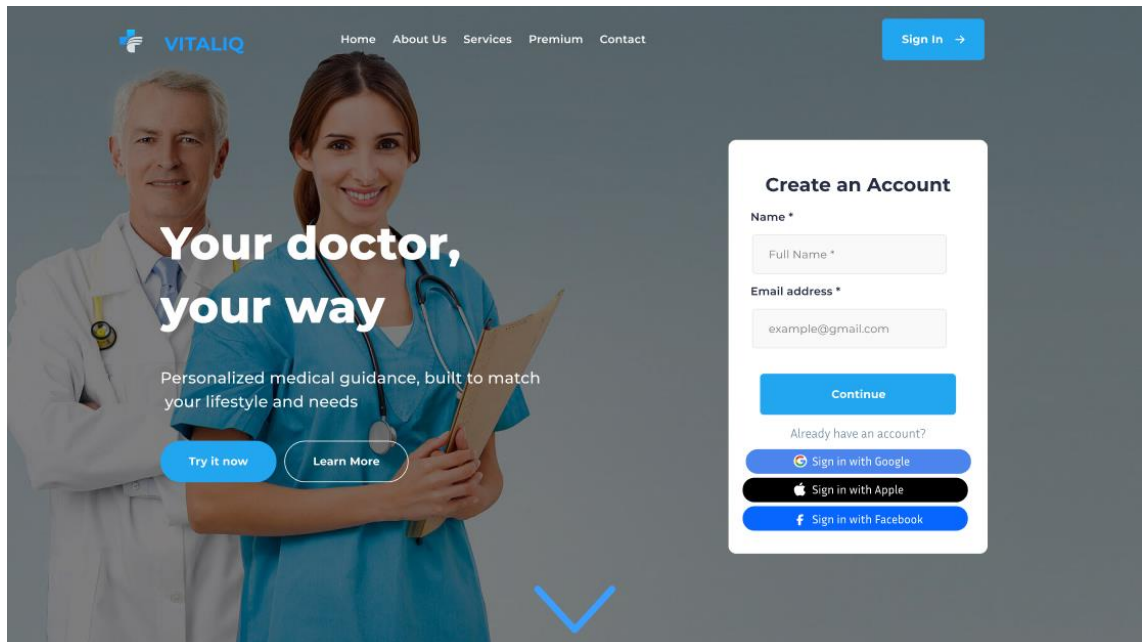 VITALIQ
Home About Us Services Premium Contact
Sign In →
Your doctor,
your way
Personalized medical guidance, built to match
your lifestyle and needs
Try it now
Learn More
Create an Account
Name *
Full Name *
Email address *
example@gmail.com
Continue
Already have an account?
Sign in with Google
Sign in with Apple
Sign in with Facebook